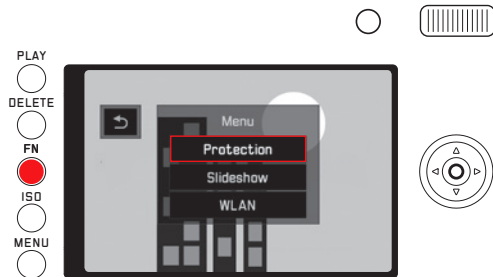 PLAY
DELETE
FN
ISO
MENU
Menu
Protection
Slideshow
WLAN